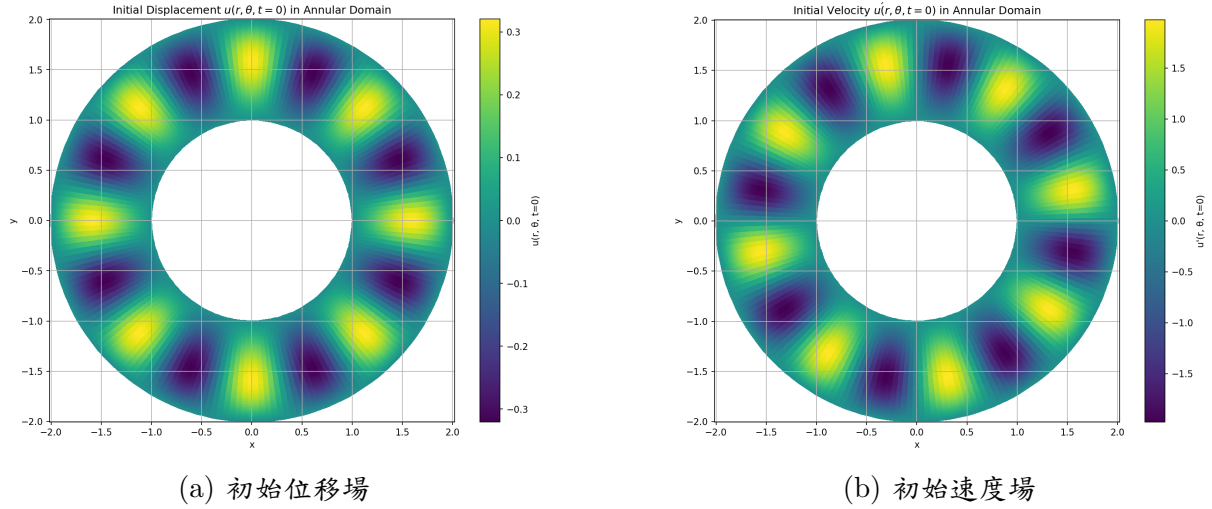 Initial Displacement u(r, θ, t = 0) in Annular Domain
2.0
1.5
1.0
0.5
0.0
−0.5
−1.0
−1.5
−2.0
y
−2.0 −1.5 −1.0 −0.5 0.0 0.5 1.0 1.5 2.0
x
0.3
0.2
0.1
0.0
−0.1
−0.2
−0.3
u(r, θ, t=0)
(a) 初始位移場
Initial Velocity u̇(r, θ, t = 0) in Annular Domain
2.0
1.5
1.0
0.5
0.0
−0.5
−1.0
−1.5
−2.0
y
−2.0 −1.5 −1.0 −0.5 0.0 0.5 1.0 1.5 2.0
x
1.5
1.0
0.5
0.0
−0.5
−1.0
−1.5
u'(r, θ, t=0)
(b) 初始速度場